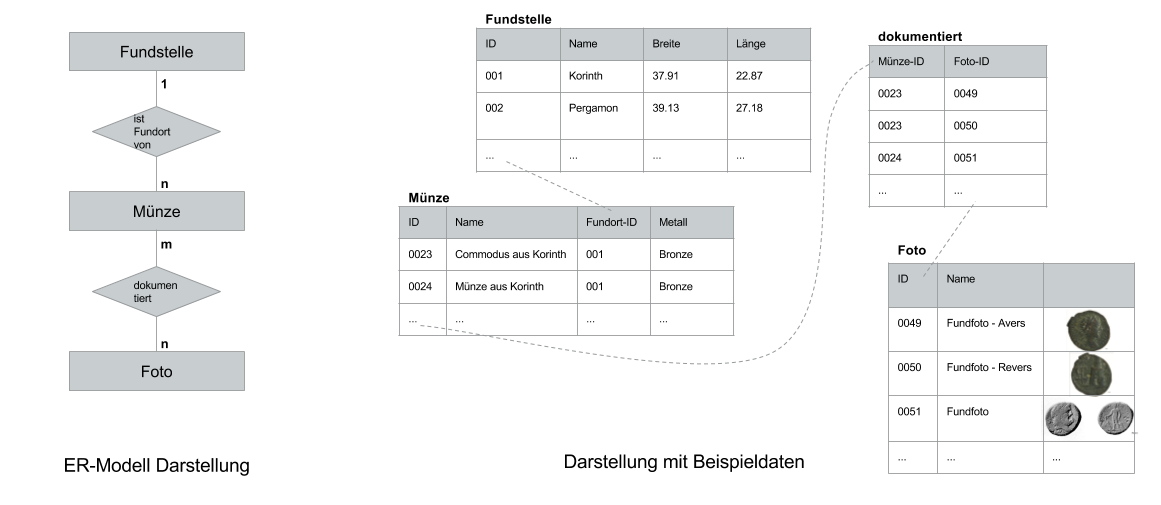 Fundstelle
1
ist
Fundort
von
n
Münze
m
dokumen
tiert
n
Foto
ER-Modell Darstellung
Fundstelle
ID Name Breite Länge
001 Korinth 37.91 22.87
002 Pergamon 39.13 27.18
... ... ... ...
Münze
ID Name Fundort-ID Metall
0023 Commodus aus Korinth 001 Bronze
0024 Münze aus Korinth 001 Bronze
... ... ... ...
dokumentiert
Münze-ID Foto-ID
0023 0049
0023 0050
0024 0051
... ...
Foto
ID Name
0049 Fundfoto - Avers
0050 Fundfoto - Revers
0051 Fundfoto
... ... ...
Darstellung mit Beispieldaten